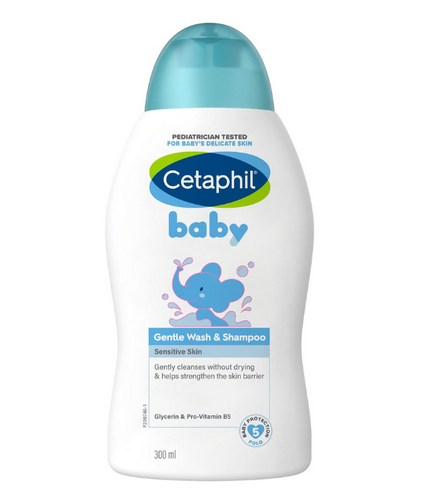 PEDIATRICIAN TESTED
FOR BABY'S DELICATE SKIN
Cetaphil®
baby
Gentle Wash & Shampoo
Sensitive Skin
Gently cleanses without drying
& helps strengthen the skin barrier
Glycerin & Pro-Vitamin B5
BABY PROTECTION
5
FOLD
300 ml